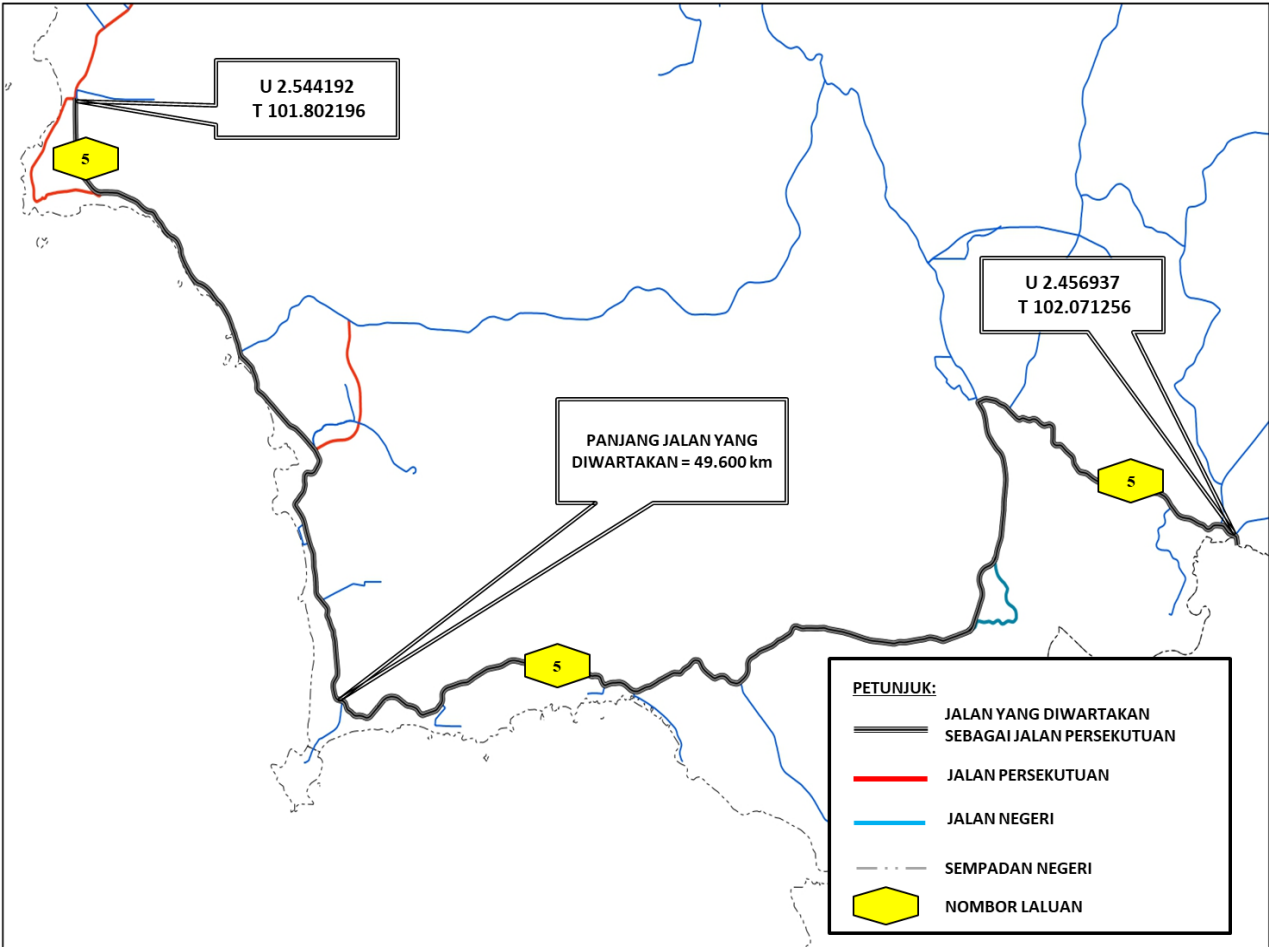 U 2.544192
T 101.802196
5
U 2.456937
T 102.071256
PANJANG JALAN YANG
DIWARTAKAN = 49.600 km
5
5
PETUNJUK:
JALAN YANG DIWARTAKAN
SEBAGAI JALAN PERSEKUTUAN
JALAN PERSEKUTUAN
JALAN NEGERI
SEMPADAN NEGERI
NOMBOR LALUAN